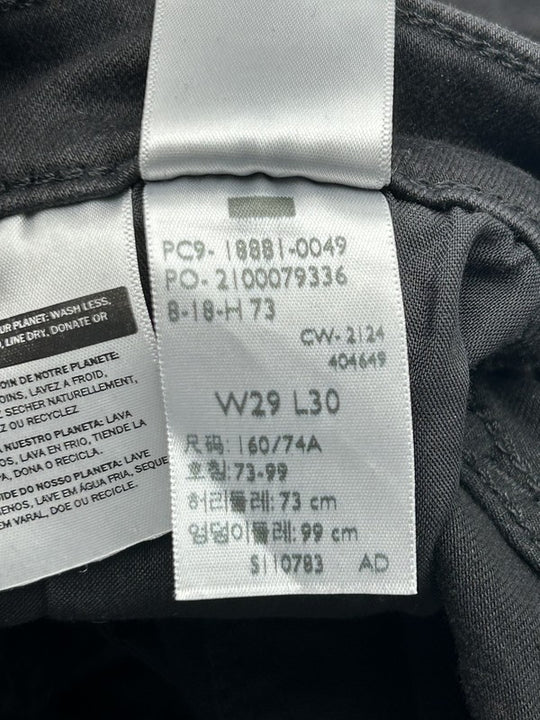 PC9- 18881-0049
PO- 2100079336
8-18-H 73
CW- 2124
404649
W29 L30
尺码: 160/74A
호칭:73-99
허리둘레: 73 cm
엉덩이둘레: 99 cm
S110783 AD
UR PLANET: WASH LESS,
, LINE DRY, DONATE OR
OIN DE NOTRE PLANETE:
OINS, LAVEZ A FROID,
Z SECHER NATURELLEMENT,
Z OU RECYCLEZ
NUESTRO PLANETA: LAVA
OS, LAVA EN FRIO, TIENDE LA
PA, DONA O RECICLA.
IDE DO NOSSO PLANETA: LAVE
ENOS, LAVE EM ÁGUA FRIA, SEQUE
EM VARAL, DOE OU RECICLE.